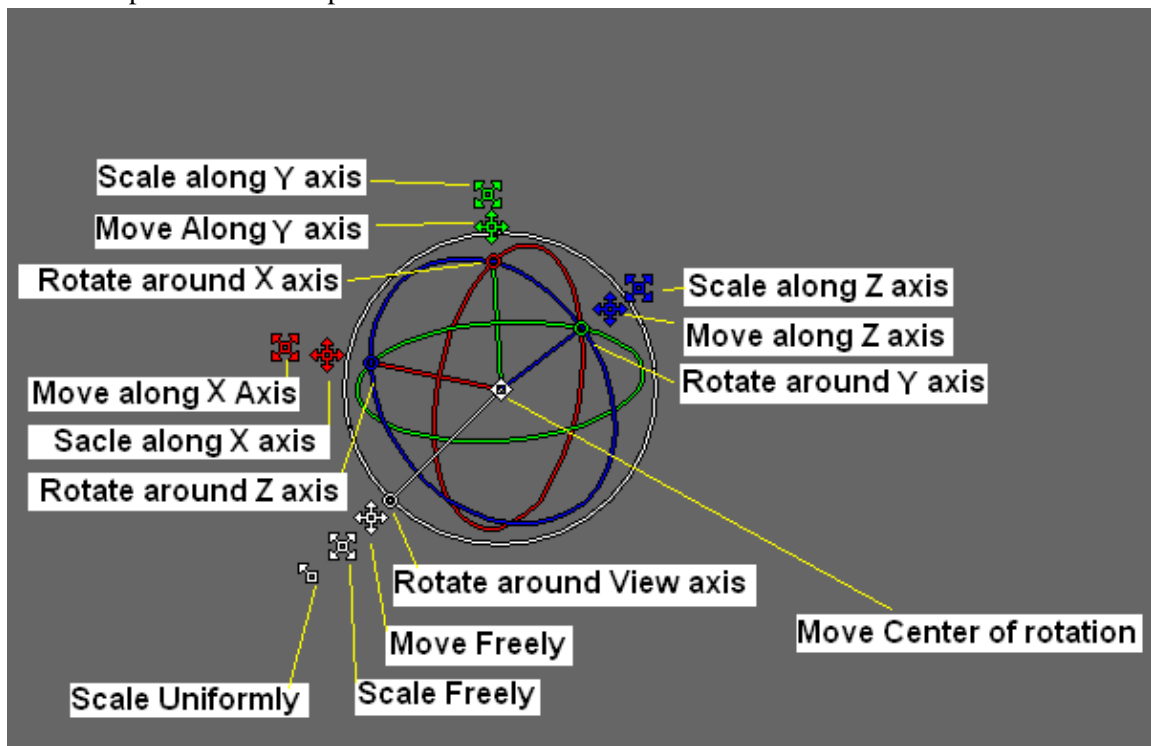 Scale along Y axis
Move Along Y axis
Rotate around X axis
Scale along Z axis
Move along Z axis
Rotate around Y axis
Move along X Axis
Sacle along X axis
Rotate around Z axis
Rotate around View axis
Move Freely
Move Center of rotation
Scale Uniformly
Scale Freely